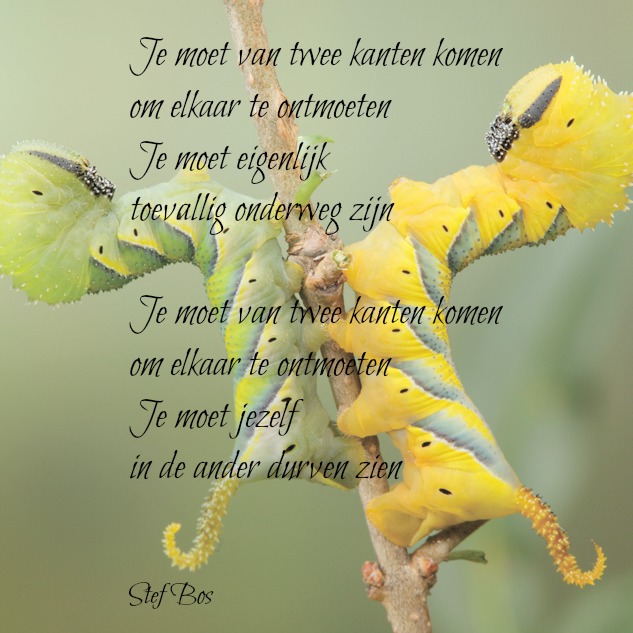 Je moet van twee kanten komen
om elkaar te ontmoeten
Je moet eigenlijk
toevallig onderweg zijn
Je moet van twee kanten komen
om elkaar te ontmoeten
Je moet jezelf
in de ander durven zien
Stef Bos